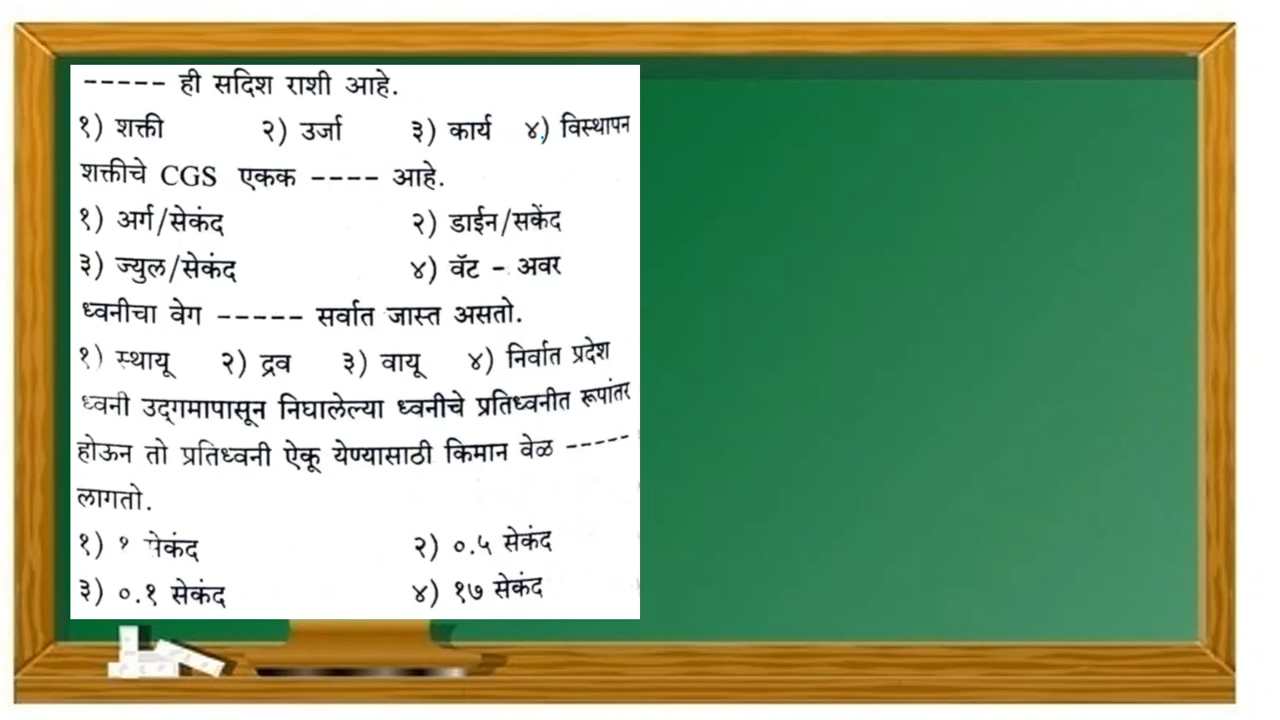 ----- ही सदिश राशी आहे.
१) शक्ती २) उर्जा ३) कार्य ४) विस्थापन
शक्तीचे CGS एकक ---- आहे.
१) अर्ग/सेकंद २) डाईन/सकेंद
३) ज्युल/सेकंद ४) वॅट - अवर
ध्वनीचा वेग ----- सर्वात जास्त असतो.
१) स्थायू २) द्रव ३) वायू ४) निर्वात प्रदेश
ध्वनी उद्‌गमापासून निघालेल्या ध्वनीचे प्रतिध्वनीत रूपांतर
होऊन तो प्रतिध्वनी ऐकू येण्यासाठी किमान वेळ -----
लागतो.
१) १ सेकंद २) ०.५ सेकंद
३) ०.१ सेकंद ४) १७ सेकंद